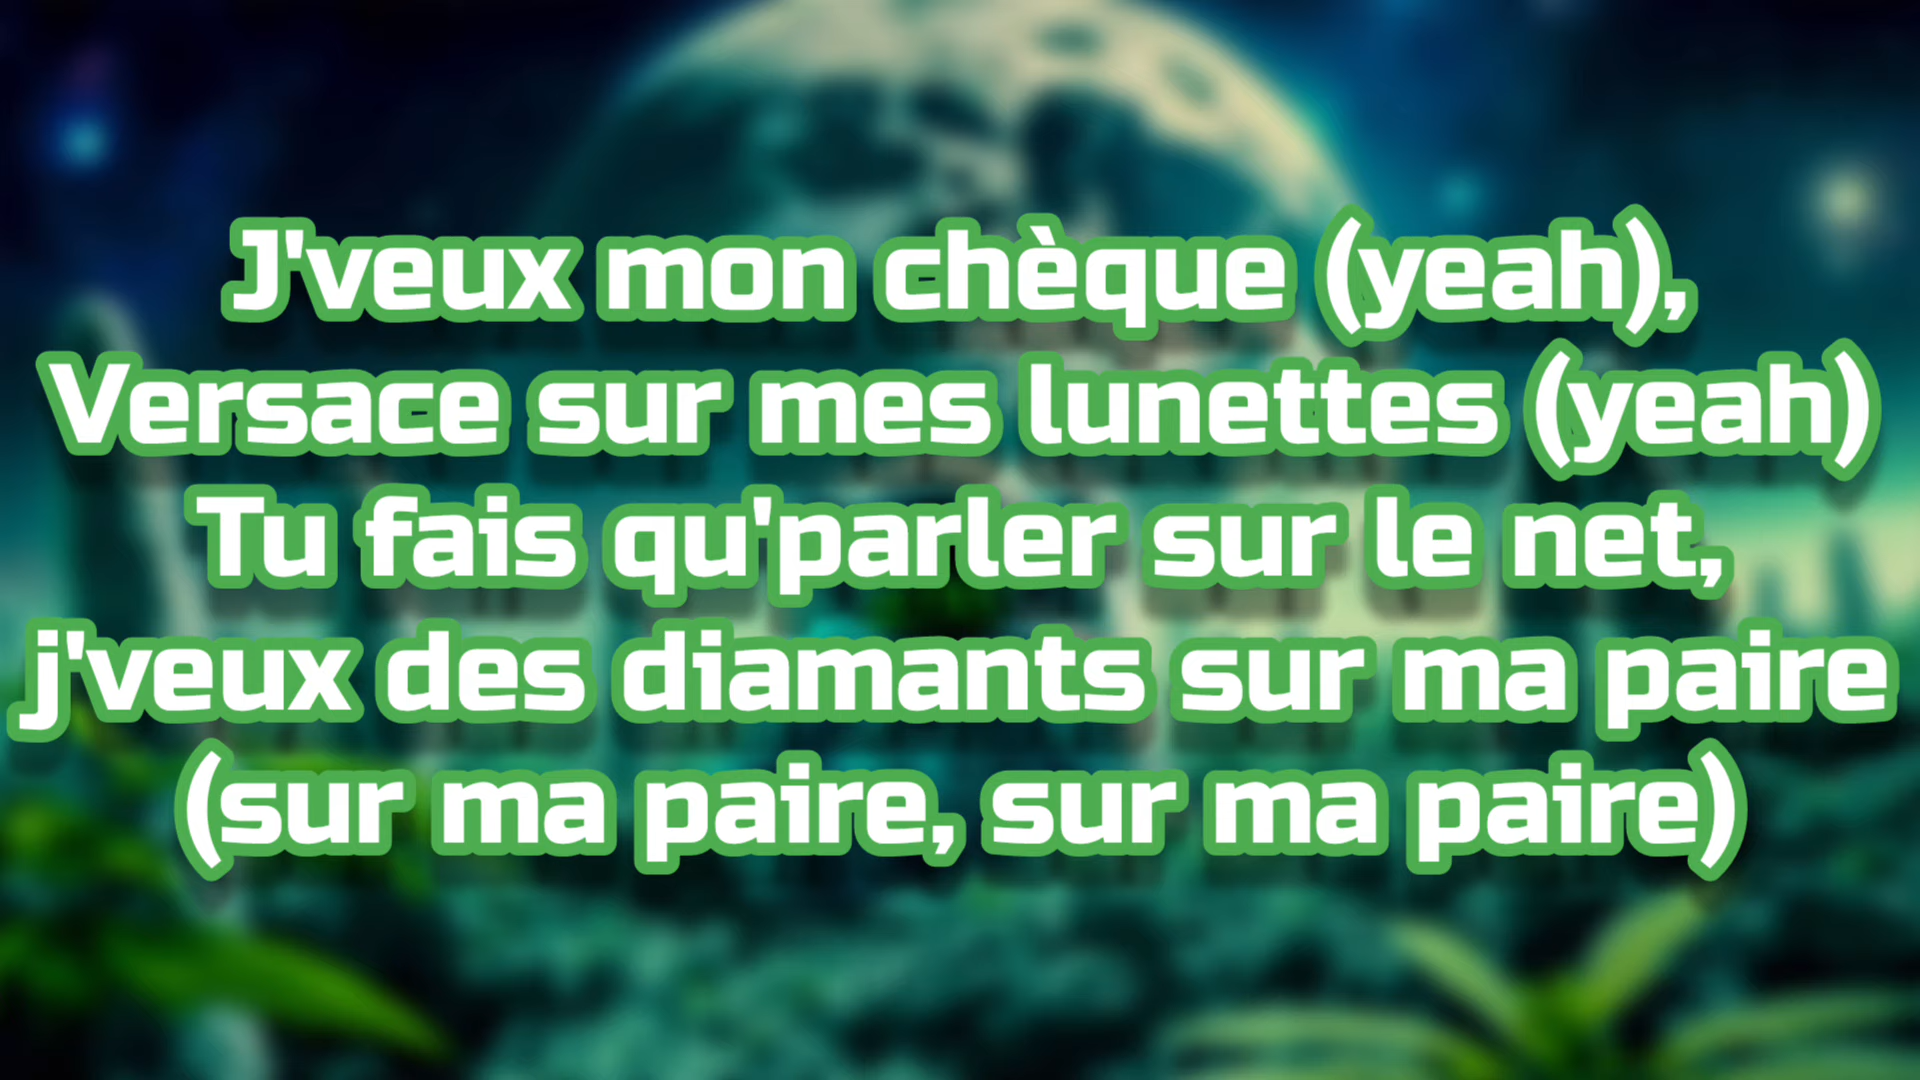 J'veux mon chèque (yeah),
Versace sur mes lunettes (yeah)
Tu fais qu'parler sur le net,
j'veux des diamants sur ma paire
(sur ma paire, sur ma paire)